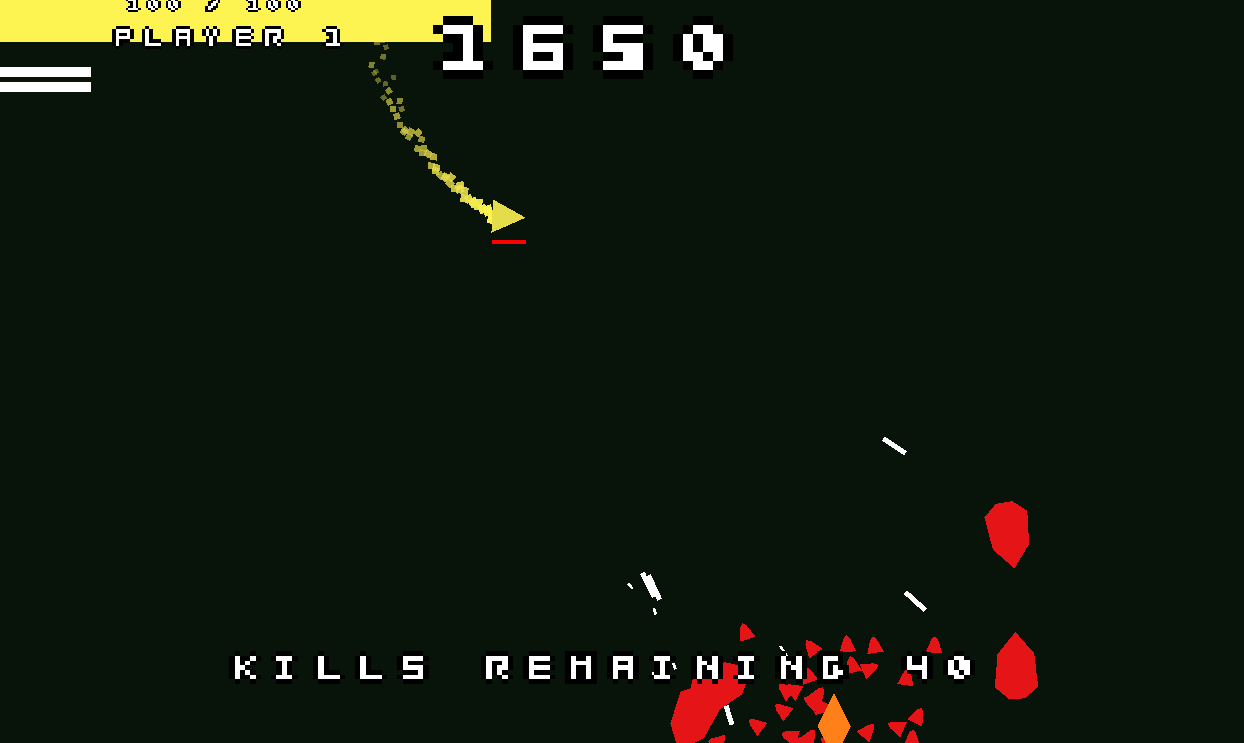 100 / 100
PLAYER 1
1650
KILLS REMAINING 40